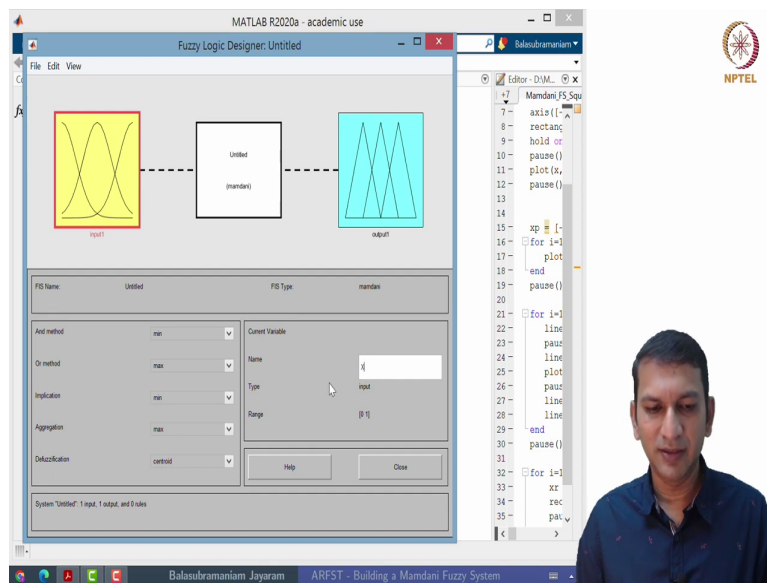 MATLAB R2020a - academic use
Fuzzy Logic Designer: Untitled
Balasubramaniam
File Edit View
Editor - D:\M...
+7 Mamdani_FS_Squ
Untitled
(mamdani)
input1
output1
FIS Name: Untitled FIS Type: mamdani
And method min
Or method max
Implication min
Aggregation max
Defuzzification centroid
Current Variable
Name x
Type input
Range [0 1]
Help Close
System "Untitled": 1 input, 1 output, and 0 rules
7 - axis([-
8 - rectang
9 - hold on
10 - pause()
11 - plot(x,
12 - pause()
13
14
15 - xp = [-
16 - for i=1
17 - plot
18 - end
19 - pause()
20
21 - for i=1
22 - line
23 - paus
24 - line
25 - plot
26 - paus
27 - line
28 - line
29 - end
30 - pause()
31
32 - for i=1
33 - xr
34 - rec
35 - pau
NPTEL
Balasubramaniam Jayaram ARFST - Building a Mamdani Fuzzy System